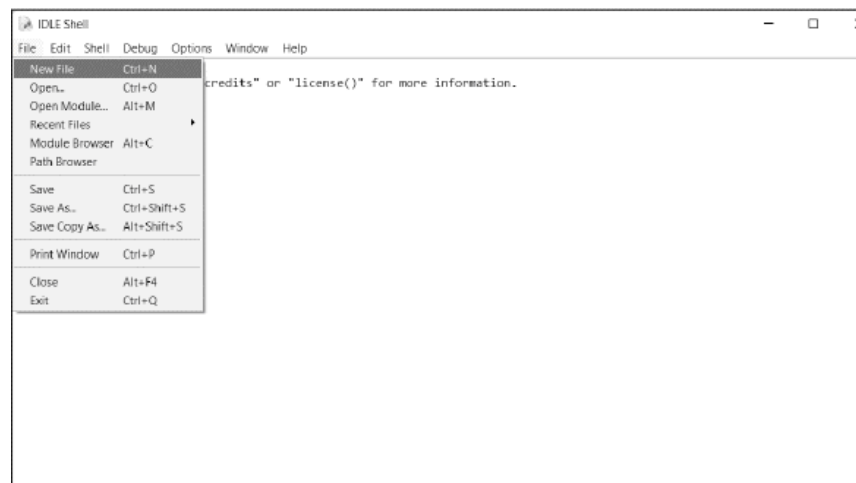 IDLE Shell
File Edit Shell Debug Options Window Help
New File Ctrl+N
credits" or "license()" for more information.
Open... Ctrl+O
Open Module... Alt+M
Recent Files
Module Browser Alt+C
Path Browser
Save Ctrl+S
Save As... Ctrl+Shift+S
Save Copy As... Alt+Shift+S
Print Window Ctrl+P
Close Alt+F4
Exit Ctrl+Q